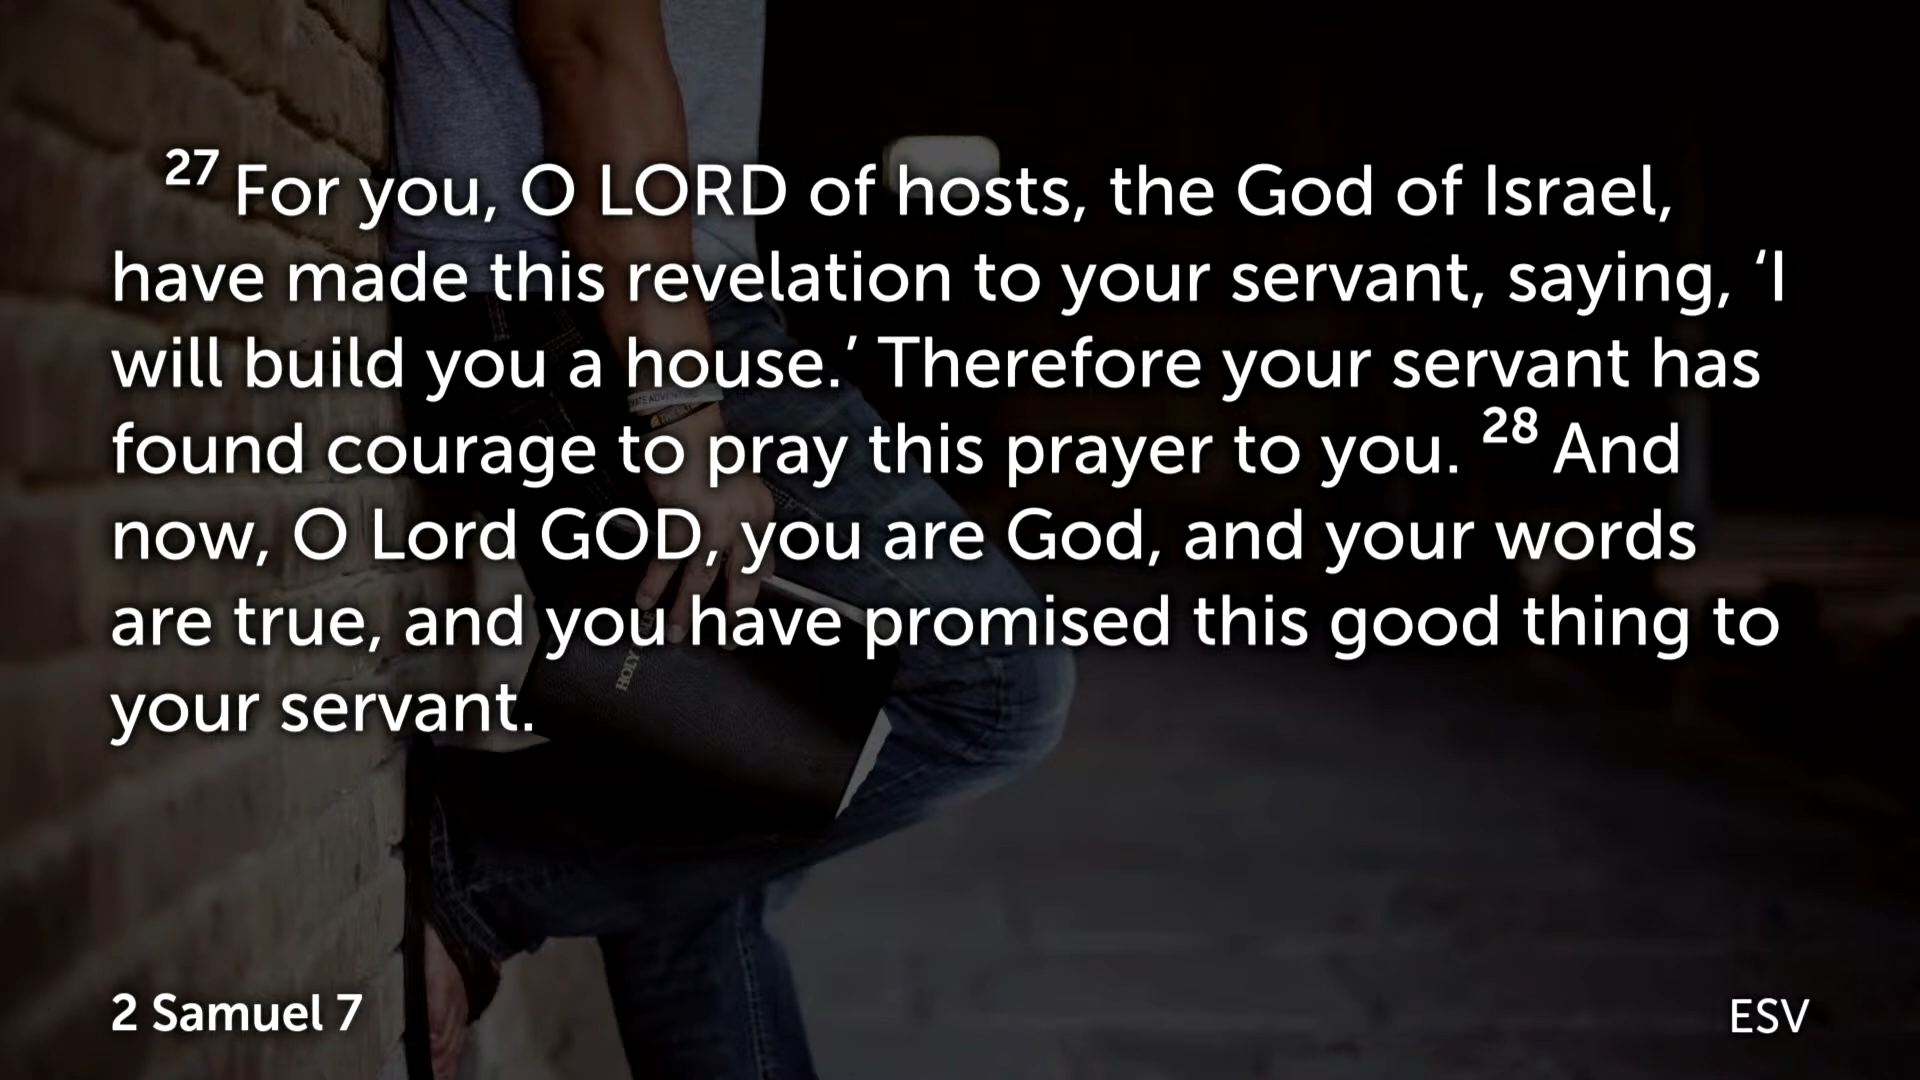 27 For you, O LORD of hosts, the God of Israel,
have made this revelation to your servant, saying, ‘I
will build you a house.’ Therefore your servant has
found courage to pray this prayer to you. 28 And
now, O Lord GOD, you are God, and your words
are true, and you have promised this good thing to
your servant.
HOLY
2 Samuel 7
ESV